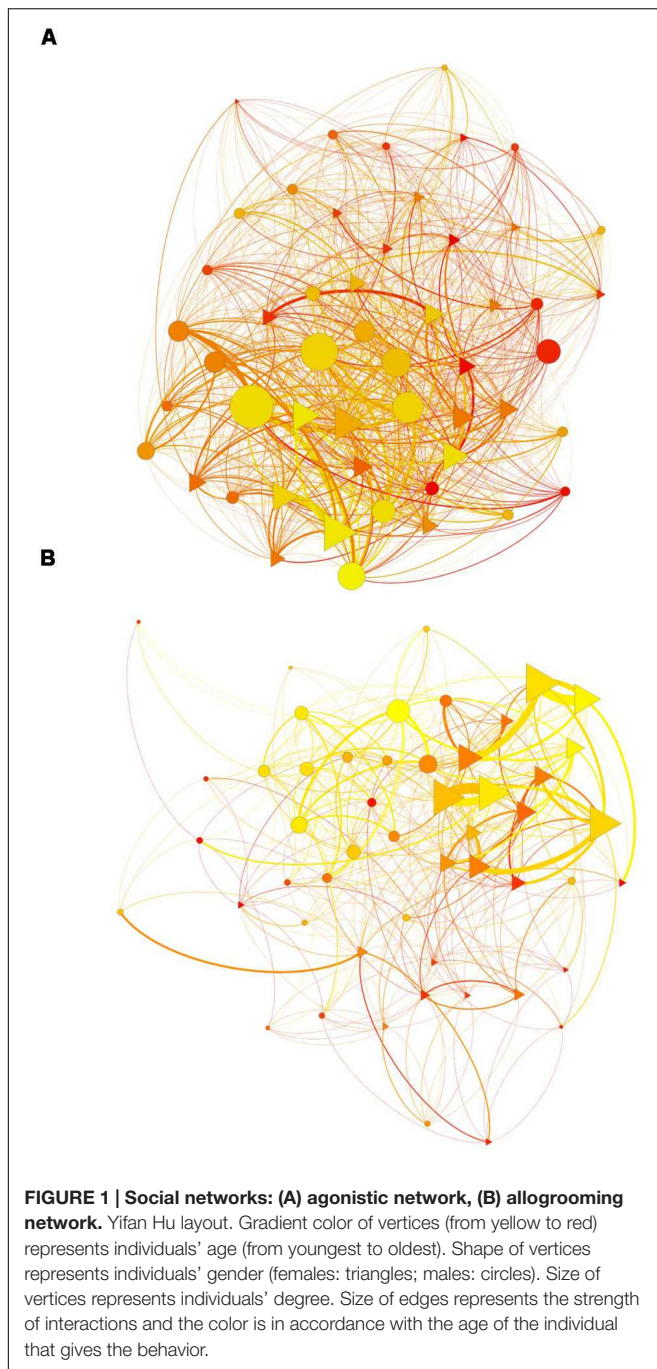 A
B
FIGURE 1 | Social networks: (A) agonistic network, (B) allogrooming
network. Yifan Hu layout. Gradient color of vertices (from yellow to red)
represents individuals' age (from youngest to oldest). Shape of vertices
represents individuals' gender (females: triangles; males: circles). Size of
vertices represents individuals' degree. Size of edges represents the strength
of interactions and the color is in accordance with the age of the individual
that gives the behavior.